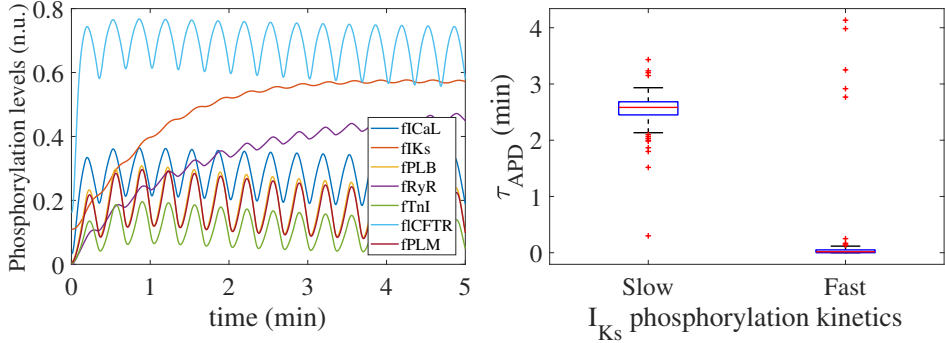 Phosphorylation levels (n.u.)
0.8
0.6
0.4
0.2
0
0
1
2
3
4
5
time (min)
fICaL
fIKs
fPLB
fRyR
fTnI
fICFTR
fPLM
τAPD (min)
4
3
2
1
0
Slow
Fast
IKs phosphorylation kinetics